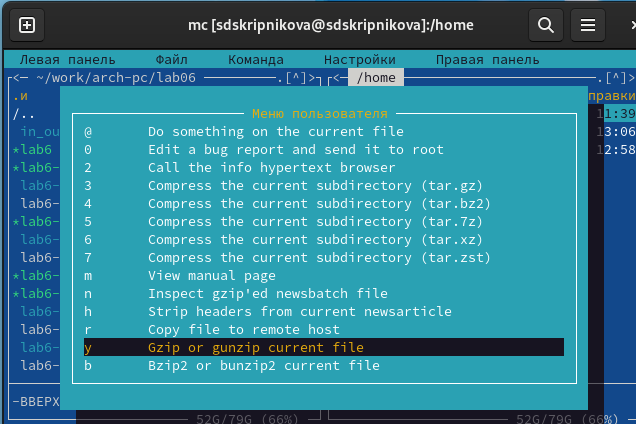 mc [sdskripnikova@sdskripnikova]:/home
Левая панель Файл Команда Настройки Правая панель
<— ~/work/arch-pc/lab06 .[^]> <— /home .[^]>
.и правки
/.. 11:39
in_ou 13:06
*lab6 12:58
*lab6-
lab6-
lab6-
*lab6-
lab6-
lab6-
*lab6-
*lab6-
lab6-
lab6-
lab6-
lab6-
Меню пользователя
@ Do something on the current file
0 Edit a bug report and send it to root
2 Call the info hypertext browser
3 Compress the current subdirectory (tar.gz)
4 Compress the current subdirectory (tar.bz2)
5 Compress the current subdirectory (tar.7z)
6 Compress the current subdirectory (tar.xz)
7 Compress the current subdirectory (tar.zst)
m View manual page
n Inspect gzip'ed newsbatch file
h Strip headers from current newsarticle
r Copy file to remote host
y Gzip or gunzip current file
b Bzip2 or bunzip2 current file
-ВВЕРХ
52G/79G (66%) 52G/79G (66%)